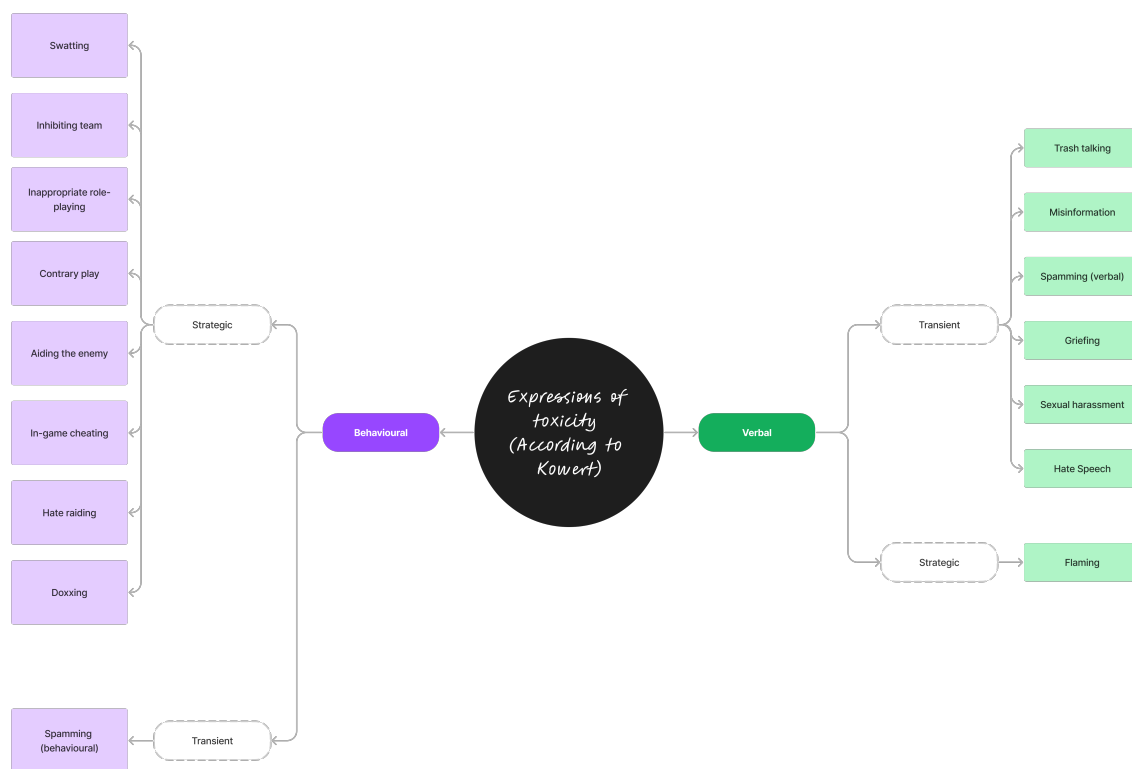 Swatting
Inhibiting team
Inappropriate role-
playing
Contrary play
Aiding the enemy
In-game cheating
Hate raiding
Doxxing
Spamming
(behavioural)
Strategic
Transient
Behavioural
Expressions of
toxicity
(According to
Kowert)
Verbal
Transient
Strategic
Trash talking
Misinformation
Spamming (verbal)
Griefing
Sexual harassment
Hate Speech
Flaming